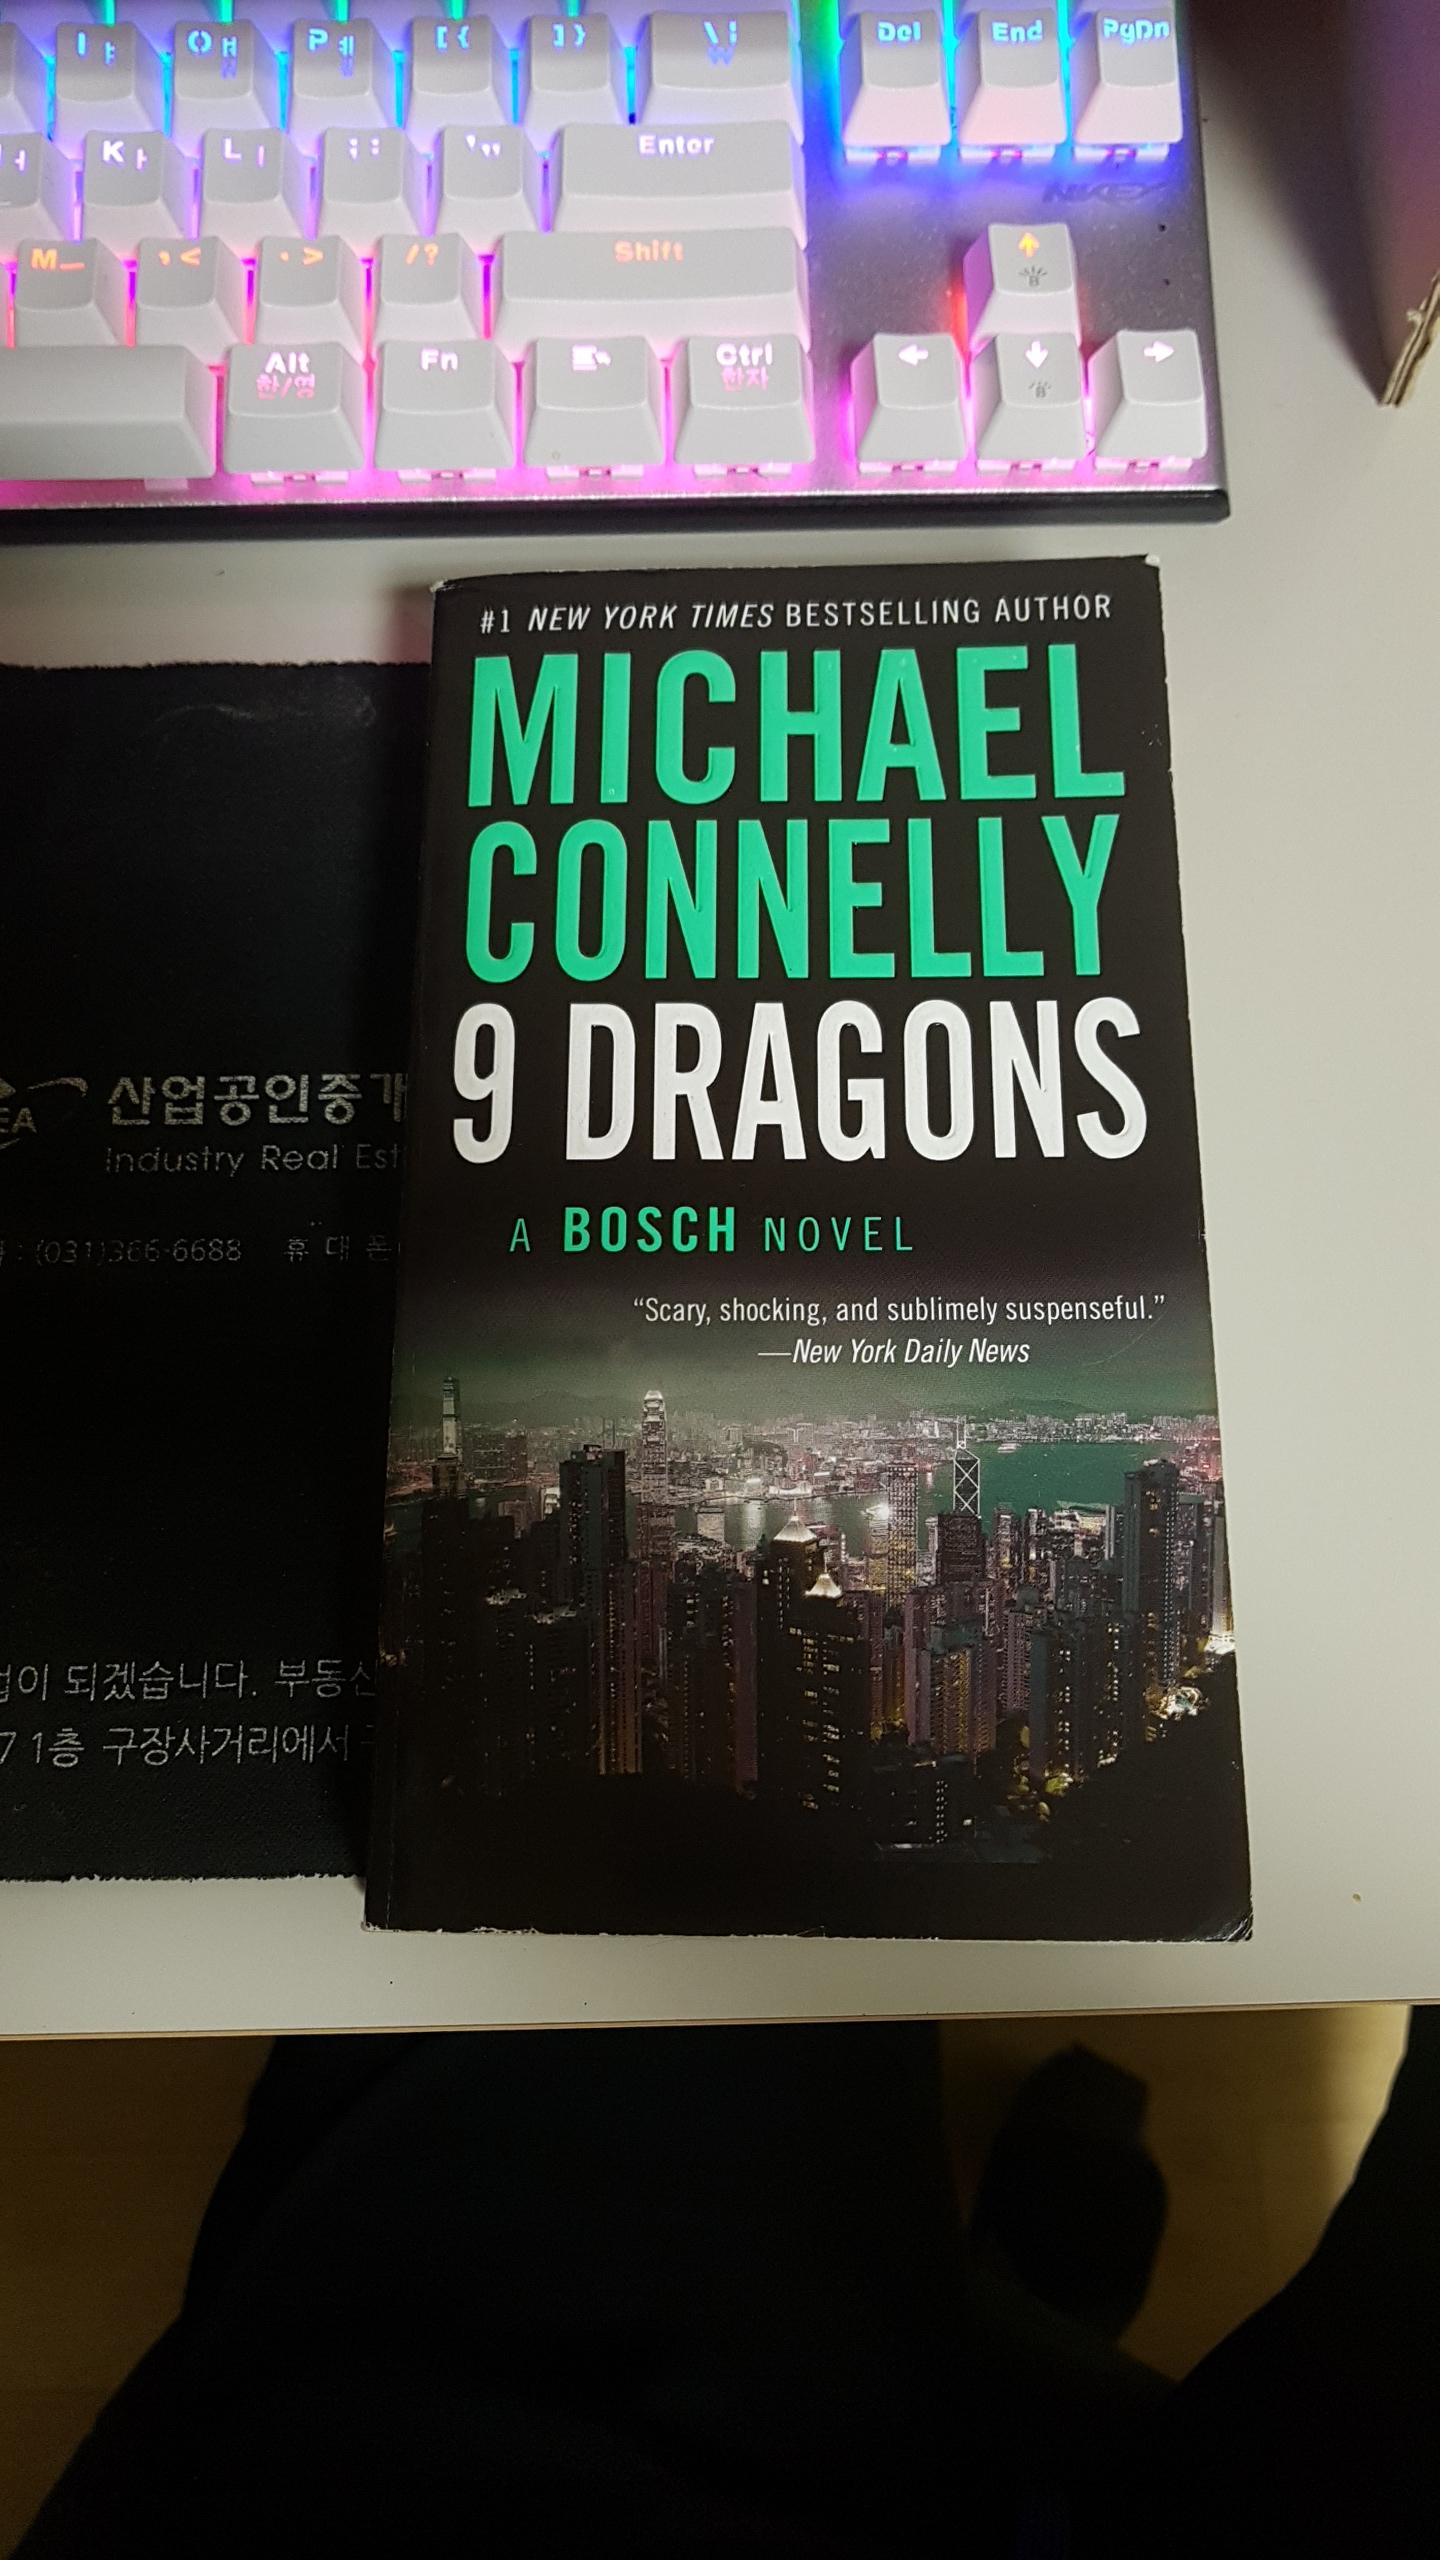 I ㅑ
O ㅐ
P ㅔ
[ {
] }
\ | ₩
Del
End
PgDn
K ㅏ
L ㅣ
; :
' "
Enter
M ㅡ
, <
. >
/ ?
Shift
↑
Alt
한/영
Fn
Ctrl
한자
←
↓
→
#1 NEW YORK TIMES BESTSELLING AUTHOR
MICHAEL
CONNELLY
9 DRAGONS
A BOSCH NOVEL
“Scary, shocking, and sublimely suspenseful.”
—New York Daily News
산업공인중개
Industry Real Est
: (031)366-6688 휴대폰
이 되겠습니다. 부동산
7 1층 구장사거리에서